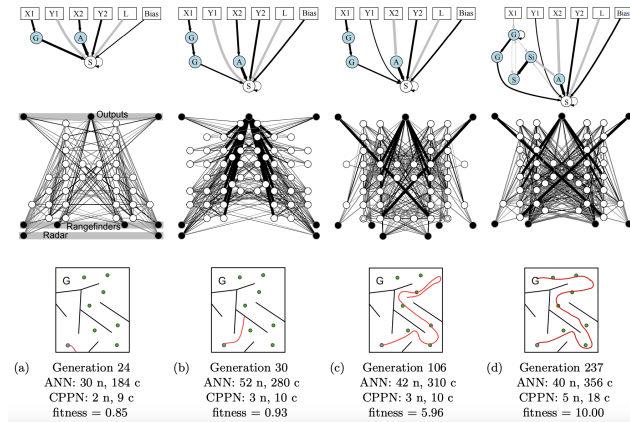 X1 Y1 X2 Y2 L Bias
X1 Y1 X2 Y2 L Bias
X1 Y1 X2 Y2 L Bias
X1 Y1 X2 Y2 L Bias
G A S
G G A S
G G A S
G G Si S A S
Outputs
Rangefinders
Radar
G
G
G
G
(a) Generation 24
ANN: 30 n, 184 c
CPPN: 2 n, 9 c
fitness = 0.85
(b) Generation 30
ANN: 52 n, 280 c
CPPN: 3 n, 10 c
fitness = 0.93
(c) Generation 106
ANN: 42 n, 310 c
CPPN: 3 n, 10 c
fitness = 5.96
(d) Generation 237
ANN: 40 n, 356 c
CPPN: 5 n, 18 c
fitness = 10.00